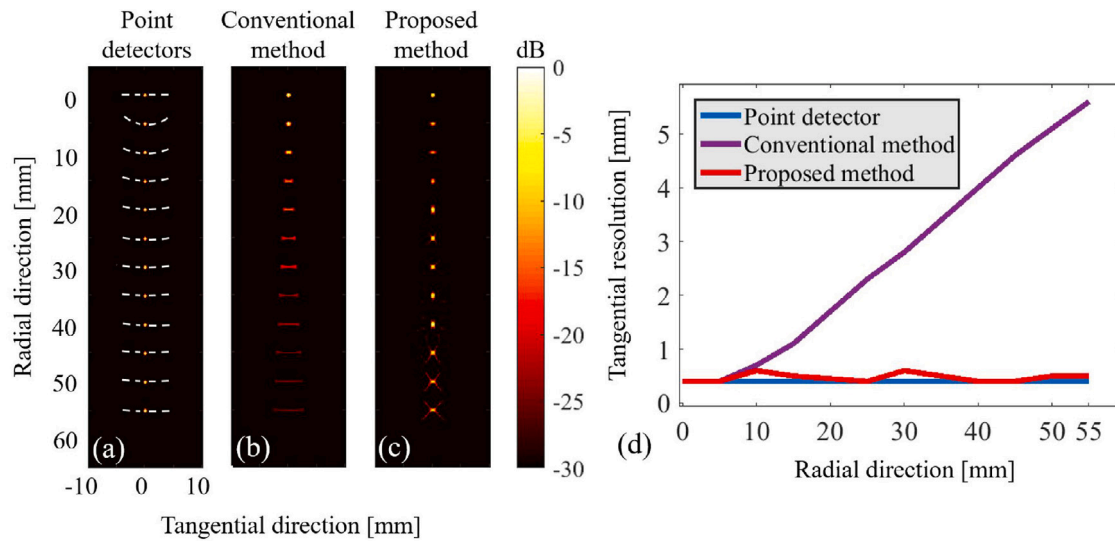 Point
detectors
Conventional
method
Proposed
method
dB
Radial direction [mm]
0
10
20
30
40
50
60
(a)
(b)
(c)
-10
0
10
Tangential direction [mm]
0
-5
-10
-15
-20
-25
-30
Tangential resolution [mm]
5
4
3
2
1
0
Point detector
Conventional method
Proposed method
(d)
0
10
20
30
40
50
55
Radial direction [mm]